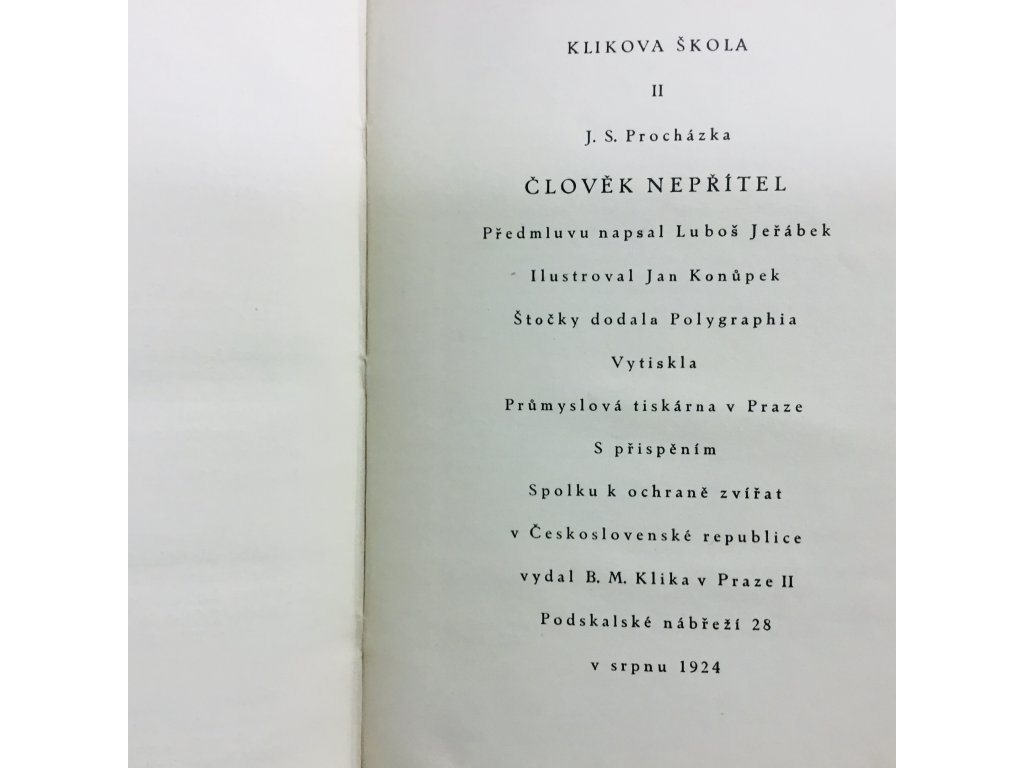 KLIKOVA ŠKOLA
II
J. S. Procházka
ČLOVĚK NEPŘÍTEL
Předmluvu napsal Luboš Jeřábek
Ilustroval Jan Konůpek
Štočky dodala Polygraphia
Vytiskla
Průmyslová tiskárna v Praze
S přispěním
Spolku k ochraně zvířat
v Československé republice
vydal B. M. Klika v Praze II
Podskalské nábřeží 28
v srpnu 1924